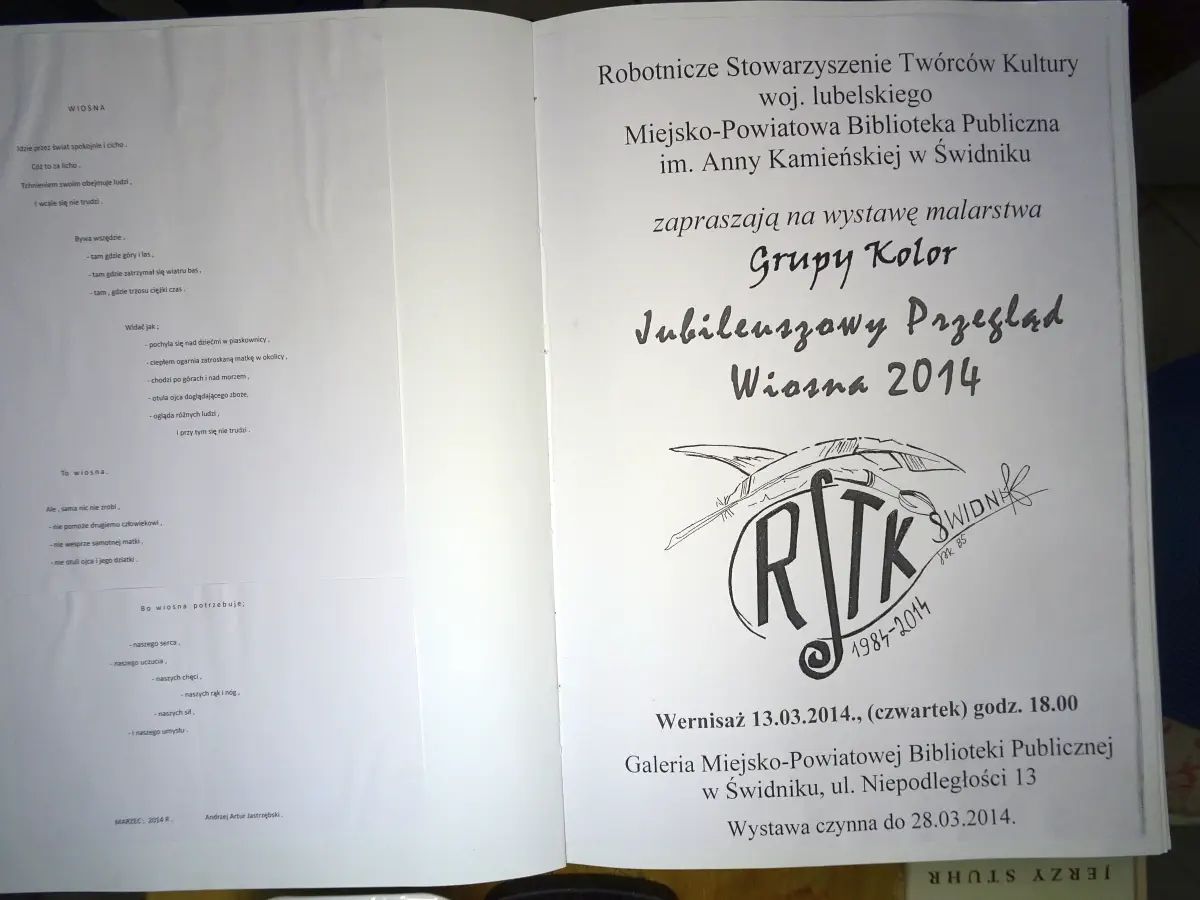 WIOSNA
Idzie przez świat spokojnie i cicho .
Cóż to za licho .
Tchnieniem swoim obejmuje ludzi ,
I wcale się nie trudzi .
Bywa wszędzie .
- tam gdzie góry i las ,
- tam gdzie zatrzymał się wiatru bas ,
- tam , gdzie trzosu ciężki czas .
Widać jak ;
- pochyla się nad dziećmi w piaskownicy ,
- ciepłem ogarnia zatroskaną matkę w okolicy ,
- chodzi po górach i nad morzem ,
- otula ojca doglądającego zboże,
- ogląda różnych ludzi ,
I przy tym się nie trudzi .
To wiosna.
Ale , sama nic nie zrobi ,
- nie pomoże drugiemu człowiekowi ,
- nie wesprze samotnej matki ,
- nie otuli ojca i jego dziatki .
Bo wiosna potrzebuje;
- naszego serca ,
- naszego uczucia ,
- naszych chęci ,
- naszych rąk i nóg ,
- naszych sił ,
- i naszego umysłu .
MARZEC , 2014 R . Andrzej Artur Jastrzębski .
Robotnicze Stowarzyszenie Twórców Kultury
woj. lubelskiego
Miejsko-Powiatowa Biblioteka Publiczna
im. Anny Kamieńskiej w Świdniku
zapraszają na wystawę malarstwa
Grupy Kolor
Jubileuszowy Przegląd
Wiosna 2014
RSTK ŚWIDNIK
85
1984-2014
Wernisaż 13.03.2014., (czwartek) godz. 18.00
Galeria Miejsko-Powiatowej Biblioteki Publicznej
w Świdniku, ul. Niepodległości 13
Wystawa czynna do 28.03.2014.
JERZY STUHR